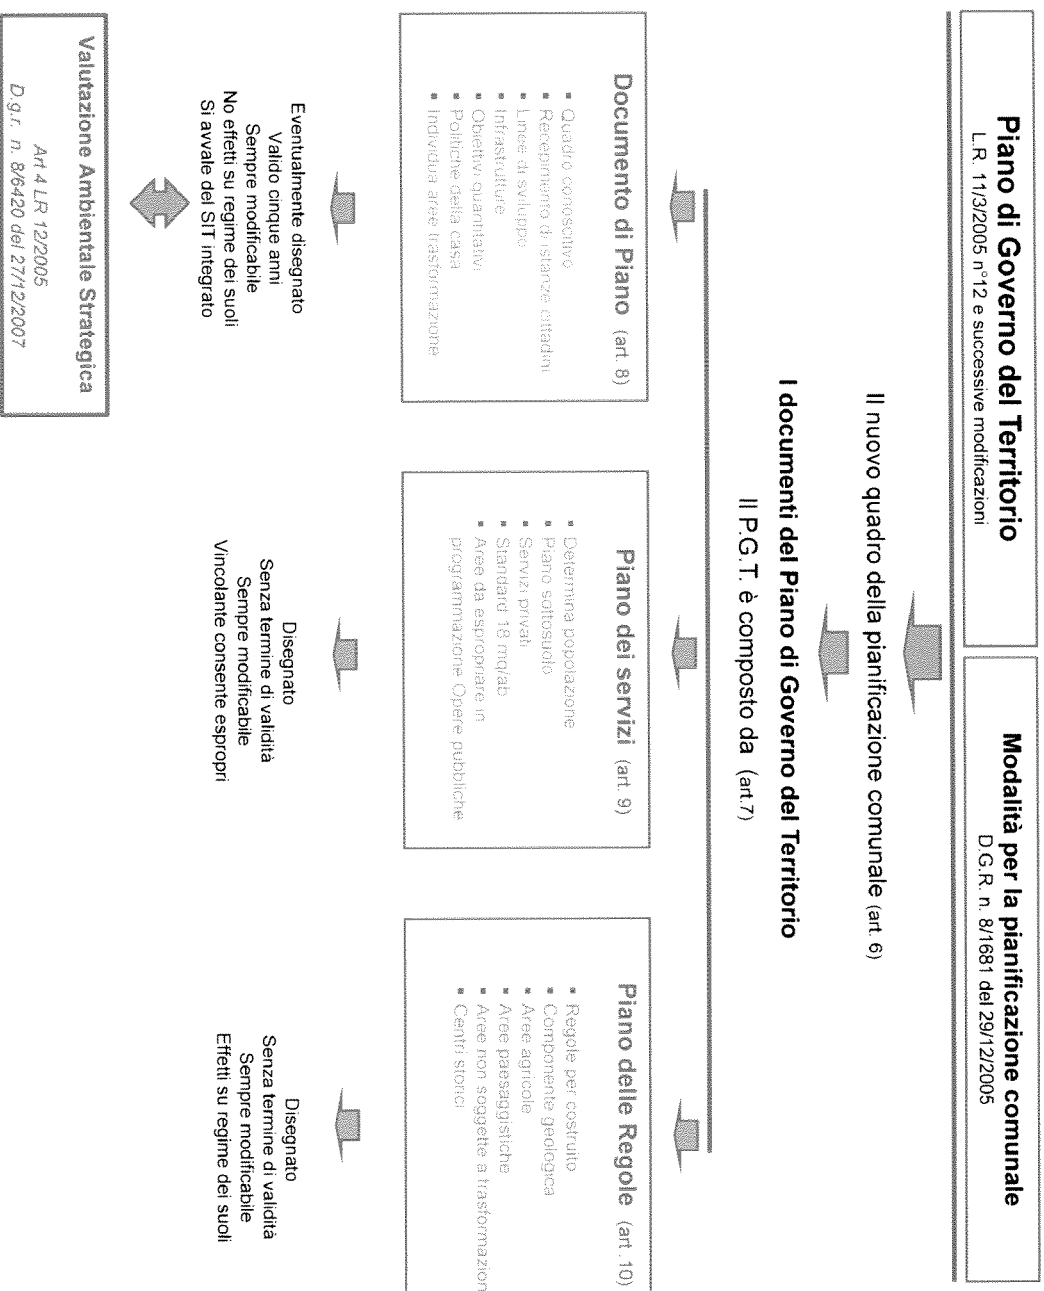 Piano di Governo del Territorio
L.R. 11/3/2005 n°12 e successive modificazioni
Modalità per la pianificazione comunale
D.G.R. n. 8/1681 del 29/12/2005
Il nuovo quadro della pianificazione comunale (art. 6)
I documenti del Piano di Governo del Territorio
Il P.G.T. è composto da (art.7)
Documento di Piano (art. 8)
▪ Quadro conoscitivo
▪ Recepimento di istanze cittadini
▪ Linee di sviluppo
▪ Infrastrutture
▪ Obiettivi quantitativi
▪ Politiche della casa
▪ Individua aree trasformazione
Eventualmente disegnato
Valido cinque anni
Sempre modificabile
No effetti su regime dei suoli
Si avvale del SIT integrato
Valutazione Ambientale Strategica
Art 4 LR 12/2005
D.g.r. n. 8/6420 del 27/12/2007
Piano dei servizi (art. 9)
▪ Determina popolazione
▪ Piano sottosuolo
▪ Servizi privati
▪ Standard 18 mq/ab
▪ Aree da espropriare in
programmazione Opere pubbliche
Disegnato
Senza termine di validità
Sempre modificabile
Vincolante consente espropri
Piano delle Regole (art. 10)
▪ Regole per costruito
▪ Componente geologica
▪ Aree agricole
▪ Aree paesaggistiche
▪ Aree non soggette a trasformazion
▪ Centri storici
Disegnato
Senza termine di validità
Sempre modificabile
Effetti su regime dei suoli